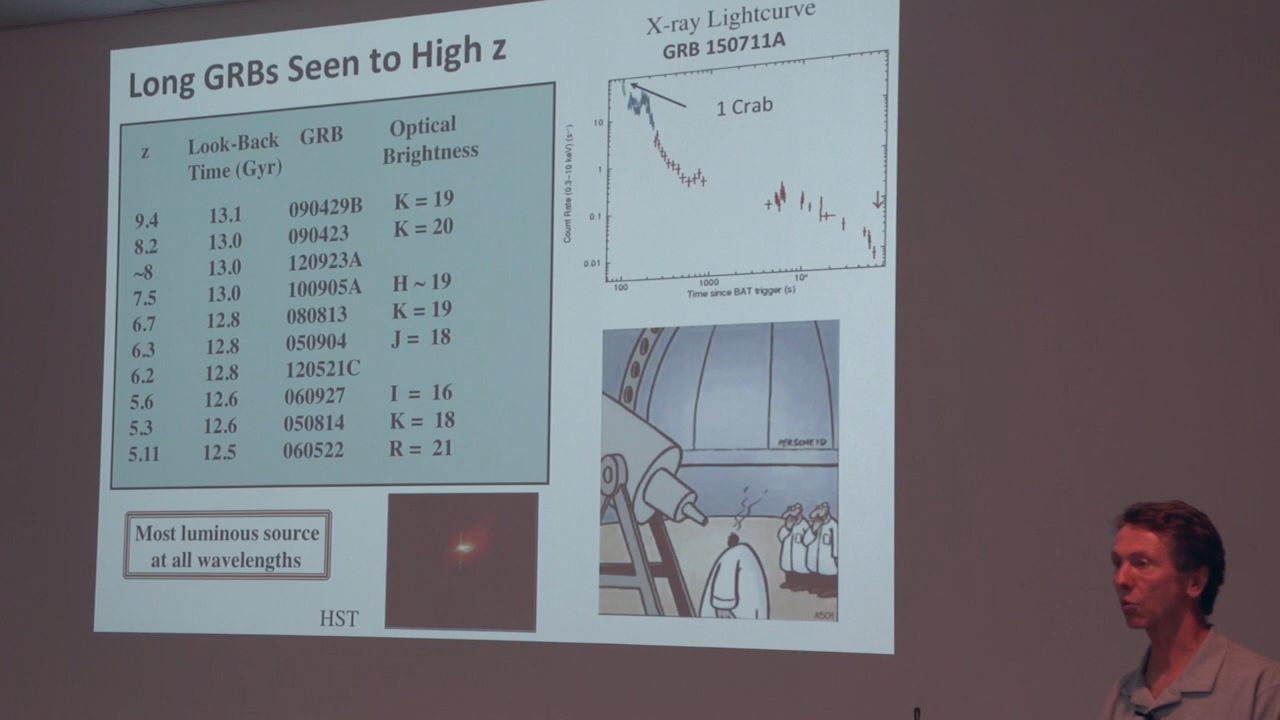 Long GRBs Seen to High z
z Look-Back Time (Gyr) GRB Optical Brightness
9.4 13.1 090429B K = 19
8.2 13.0 090423 K = 20
~8 13.0 120923A
7.5 13.0 100905A H ~ 19
6.7 12.8 080813 K = 19
6.3 12.8 050904 J = 18
6.2 12.8 120521C
5.6 12.6 060927 I = 16
5.3 12.6 050814 K = 18
5.11 12.5 060522 R = 21
Most luminous source
at all wavelengths
HST
X-ray Lightcurve
GRB 150711A
1 Crab
Count Rate (0.3-10 keV) (s⁻¹)
10
1
0.1
0.01
100 1000 10⁴
Time since BAT trigger (s)